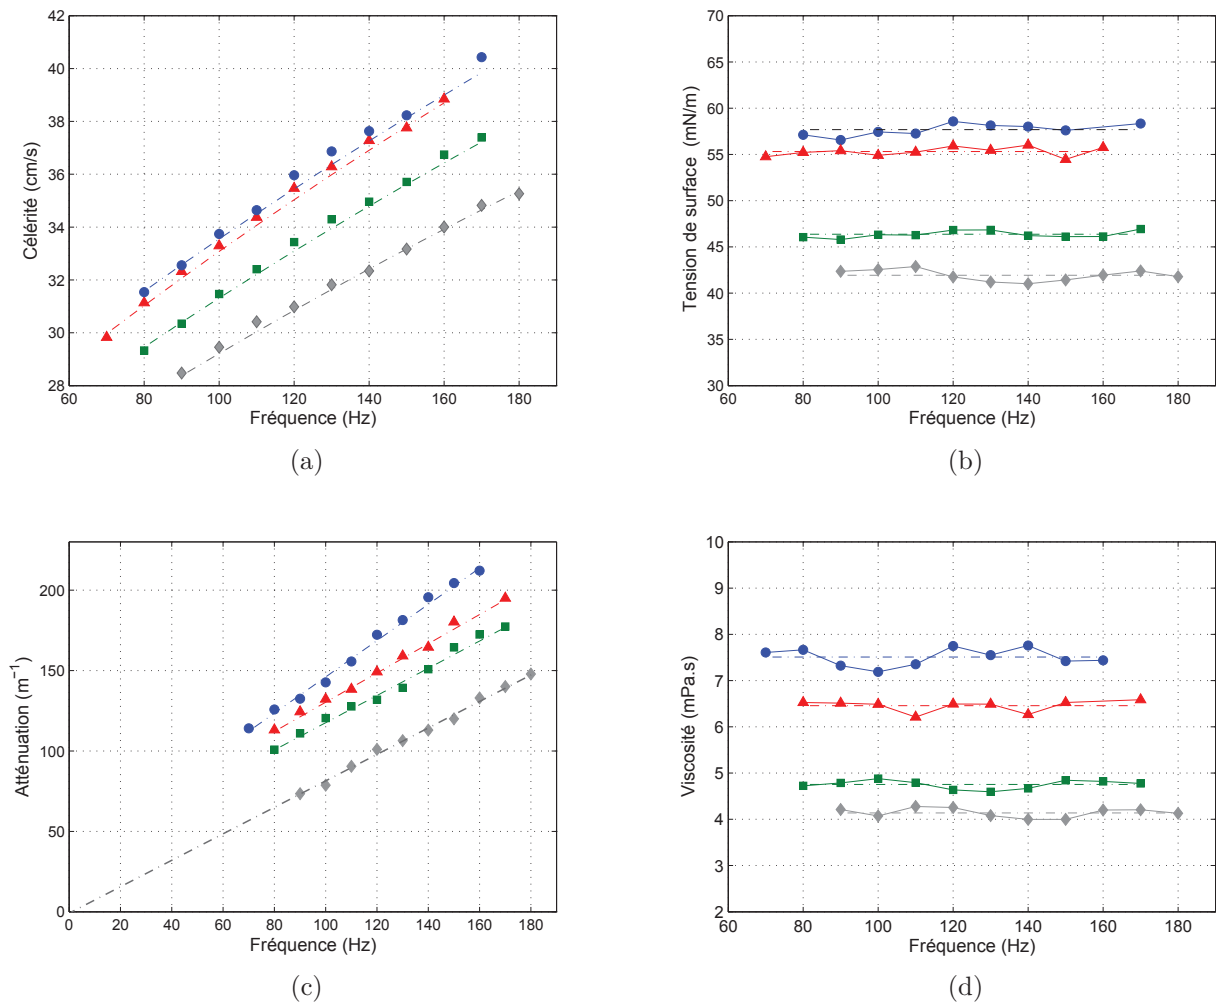 42
40
38
36
34
32
30
28
60 80 100 120 140 160 180
Célérité (cm/s)
Fréquence (Hz)
(a)
70
65
60
55
50
45
40
35
30
60 80 100 120 140 160 180
Tension de surface (mN/m)
Fréquence (Hz)
(b)
200
150
100
50
0
0 20 40 60 80 100 120 140 160 180
Atténuation (m⁻¹)
Fréquence (Hz)
(c)
10
9
8
7
6
5
4
3
2
60 80 100 120 140 160 180
Viscosité (mPa.s)
Fréquence (Hz)
(d)